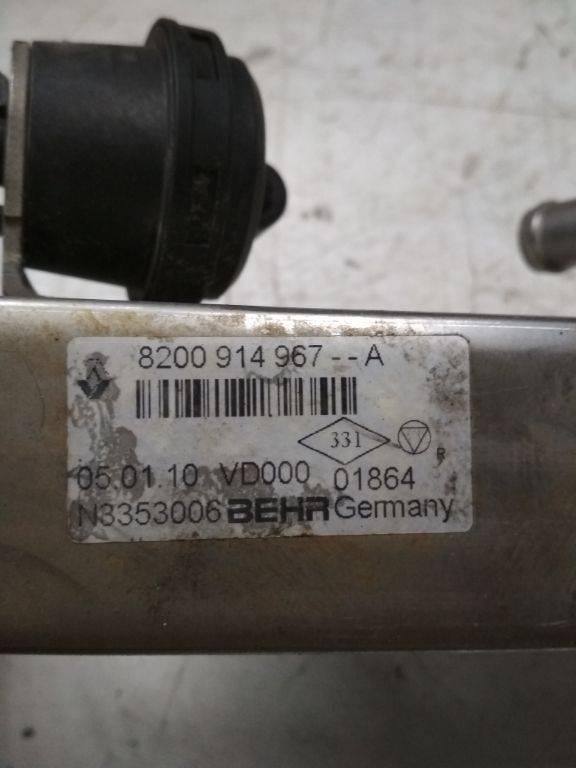 8200 914 967 - - A
331
R
05.01.10 VD000 01864
N3353006 BEHR Germany